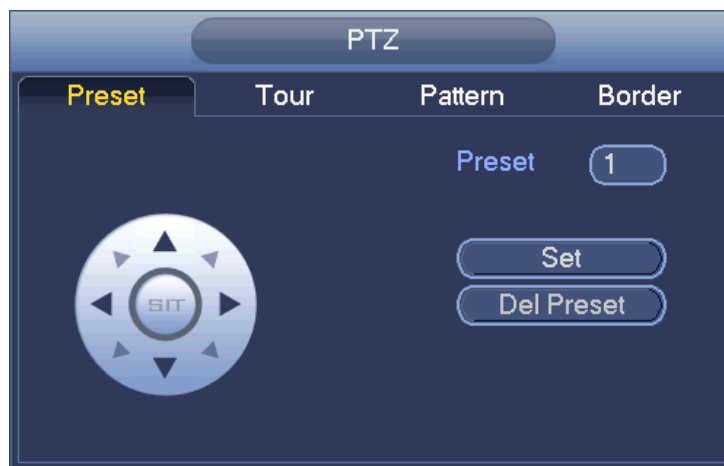 PTZ
Preset Tour Pattern Border
Preset 1
SIT
Set
Del Preset